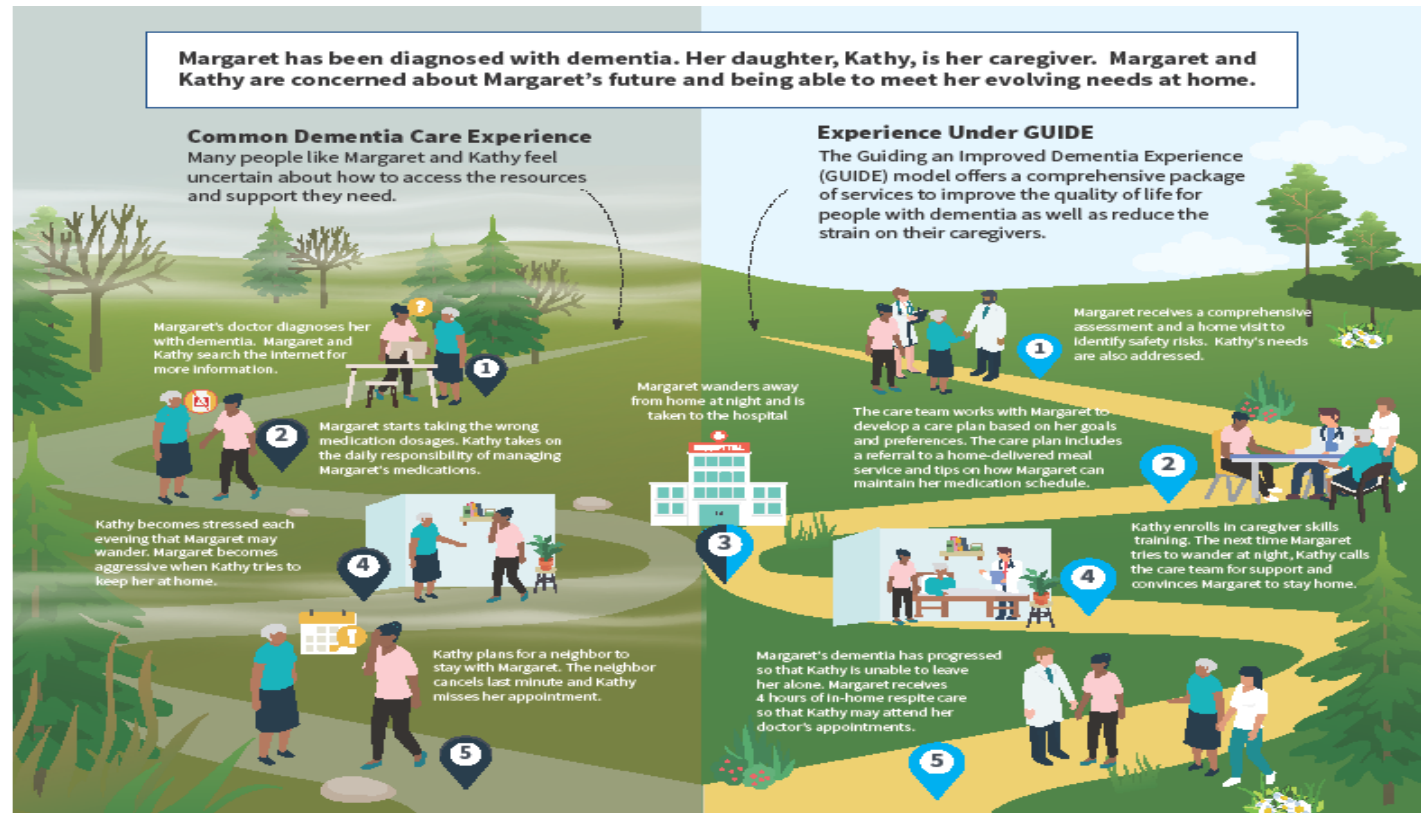 Margaret has been diagnosed with dementia. Her daughter, Kathy, is her caregiver. Margaret and
Kathy are concerned about Margaret's future and being able to meet her evolving needs at home.
Common Dementia Care Experience
Many people like Margaret and Kathy feel
uncertain about how to access the resources
and support they need.
?
Margaret's doctor diagnoses her
with dementia. Margaret and
Kathy search the internet for
more information.
1
2
Margaret starts taking the wrong
medication dosages. Kathy takes on
the daily responsibility of managing
Margaret's medications.
Kathy becomes stressed each
evening that Margaret may
wander. Margaret becomes
aggressive when Kathy tries to
keep her at home.
4
Kathy plans for a neighbor to
stay with Margaret. The neighbor
cancels last minute and Kathy
misses her appointment.
5
Margaret wanders away
from home at night and is
taken to the hospital
HOSPITAL
3
Experience Under GUIDE
The Guiding an Improved Dementia Experience
(GUIDE) model offers a comprehensive package
of services to improve the quality of life for
people with dementia as well as reduce the
strain on their caregivers.
1
Margaret receives a comprehensive
assessment and a home visit to
identify safety risks. Kathy's needs
are also addressed.
The care team works with Margaret to
develop a care plan based on her goals
and preferences. The care plan includes
a referral to a home-delivered meal
service and tips on how Margaret can
maintain her medication schedule.
2
4
Kathy enrolls in caregiver skills
training. The next time Margaret
tries to wander at night, Kathy calls
the care team for support and
convinces Margaret to stay home.
Margaret's dementia has progressed
so that Kathy is unable to leave
her alone. Margaret receives
4 hours of in-home respite care
so that Kathy may attend her
doctor's appointments.
5